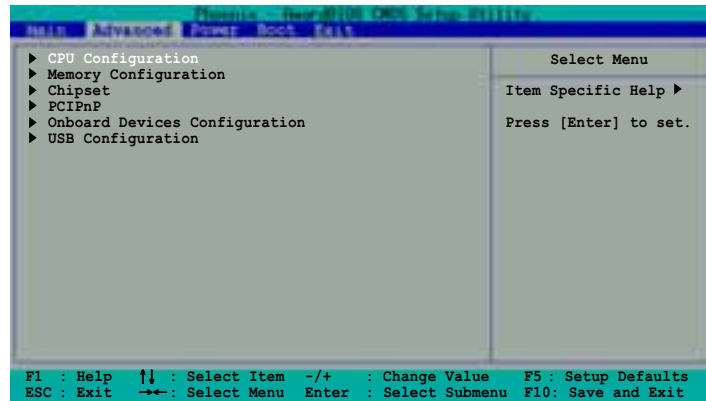 Phoenix - AwardBIOS CMOS Setup Utility
Main Advanced Power Boot Exit
CPU Configuration
Memory Configuration
Chipset
PCIPnP
Onboard Devices Configuration
USB Configuration
Select Menu
Item Specific Help
Press [Enter] to set.
F1 : Help ↑↓ : Select Item -/+ : Change Value F5 : Setup Defaults
ESC : Exit →← : Select Menu Enter : Select Submenu F10: Save and Exit